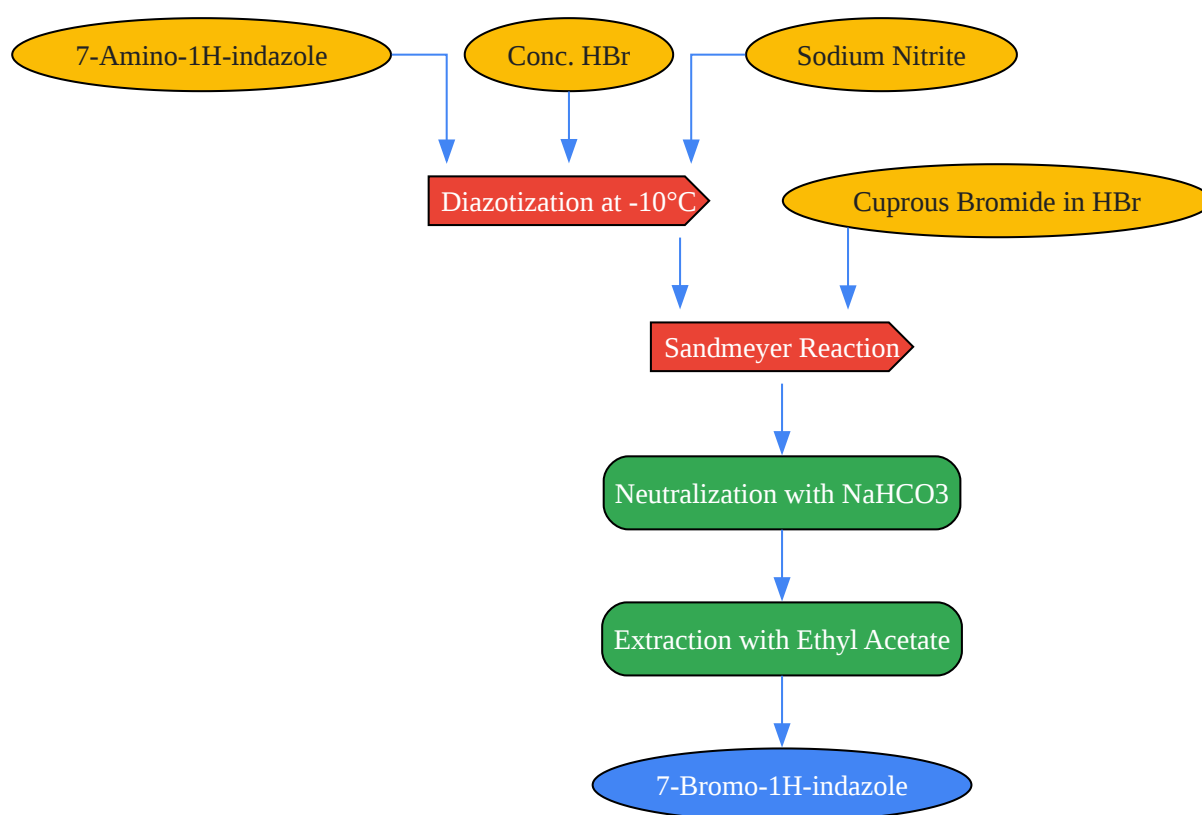 7-Amino-1H-indazole
Conc. HBr
Sodium Nitrite
Diazotization at -10°C
Cuprous Bromide in HBr
Sandmeyer Reaction
Neutralization with NaHCO3
Extraction with Ethyl Acetate
7-Bromo-1H-indazole